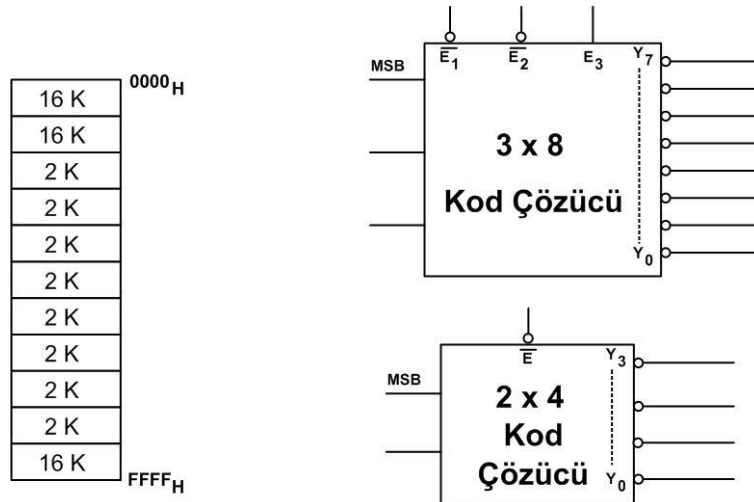 0000H
16 K
16 K
2 K
2 K
2 K
2 K
2 K
2 K
2 K
2 K
16 K
FFFFH
MSB
E1 E2 E3 Y7
3 x 8
Kod Çözücü
Y0
MSB
E Y3
2 x 4
Kod
Çözücü
Y0